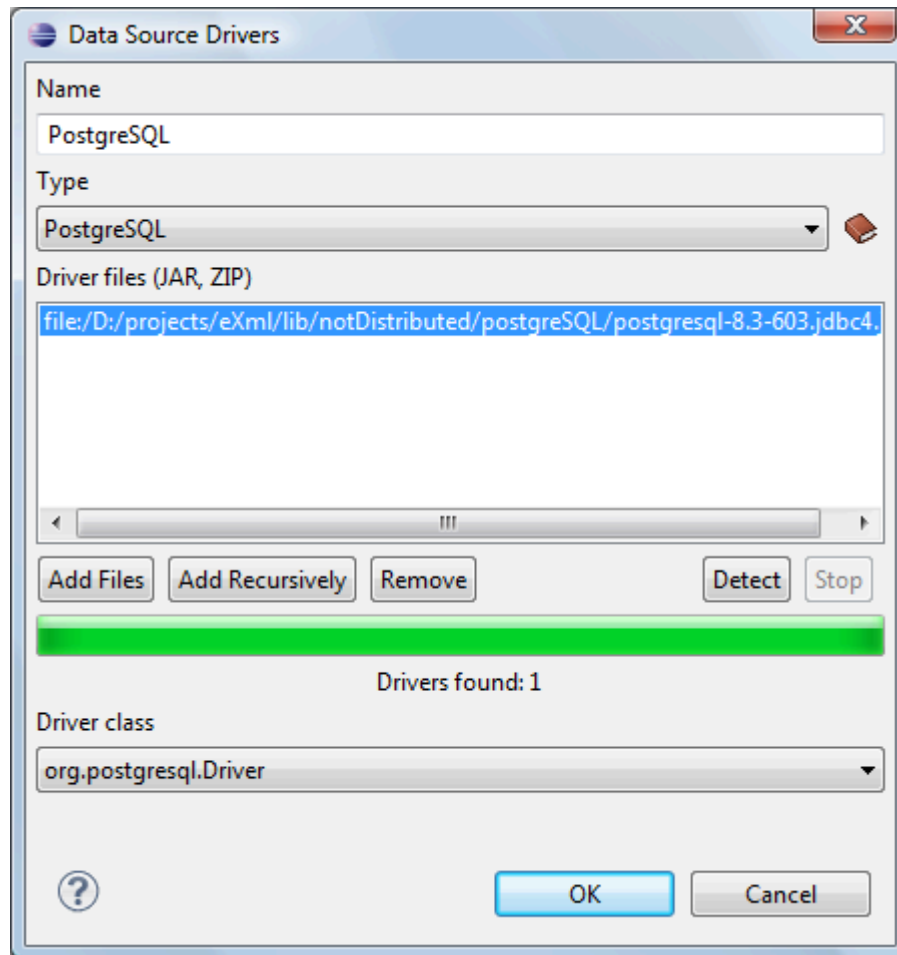 Data Source Drivers
Name
PostgreSQL
Type
PostgreSQL
Driver files (JAR, ZIP)
file:/D:/projects/eXml/lib/notDistributed/postgreSQL/postgresql-8.3-603.jdbc4.
Add Files Add Recursively Remove Detect Stop
Drivers found: 1
Driver class
org.postgresql.Driver
? OK Cancel